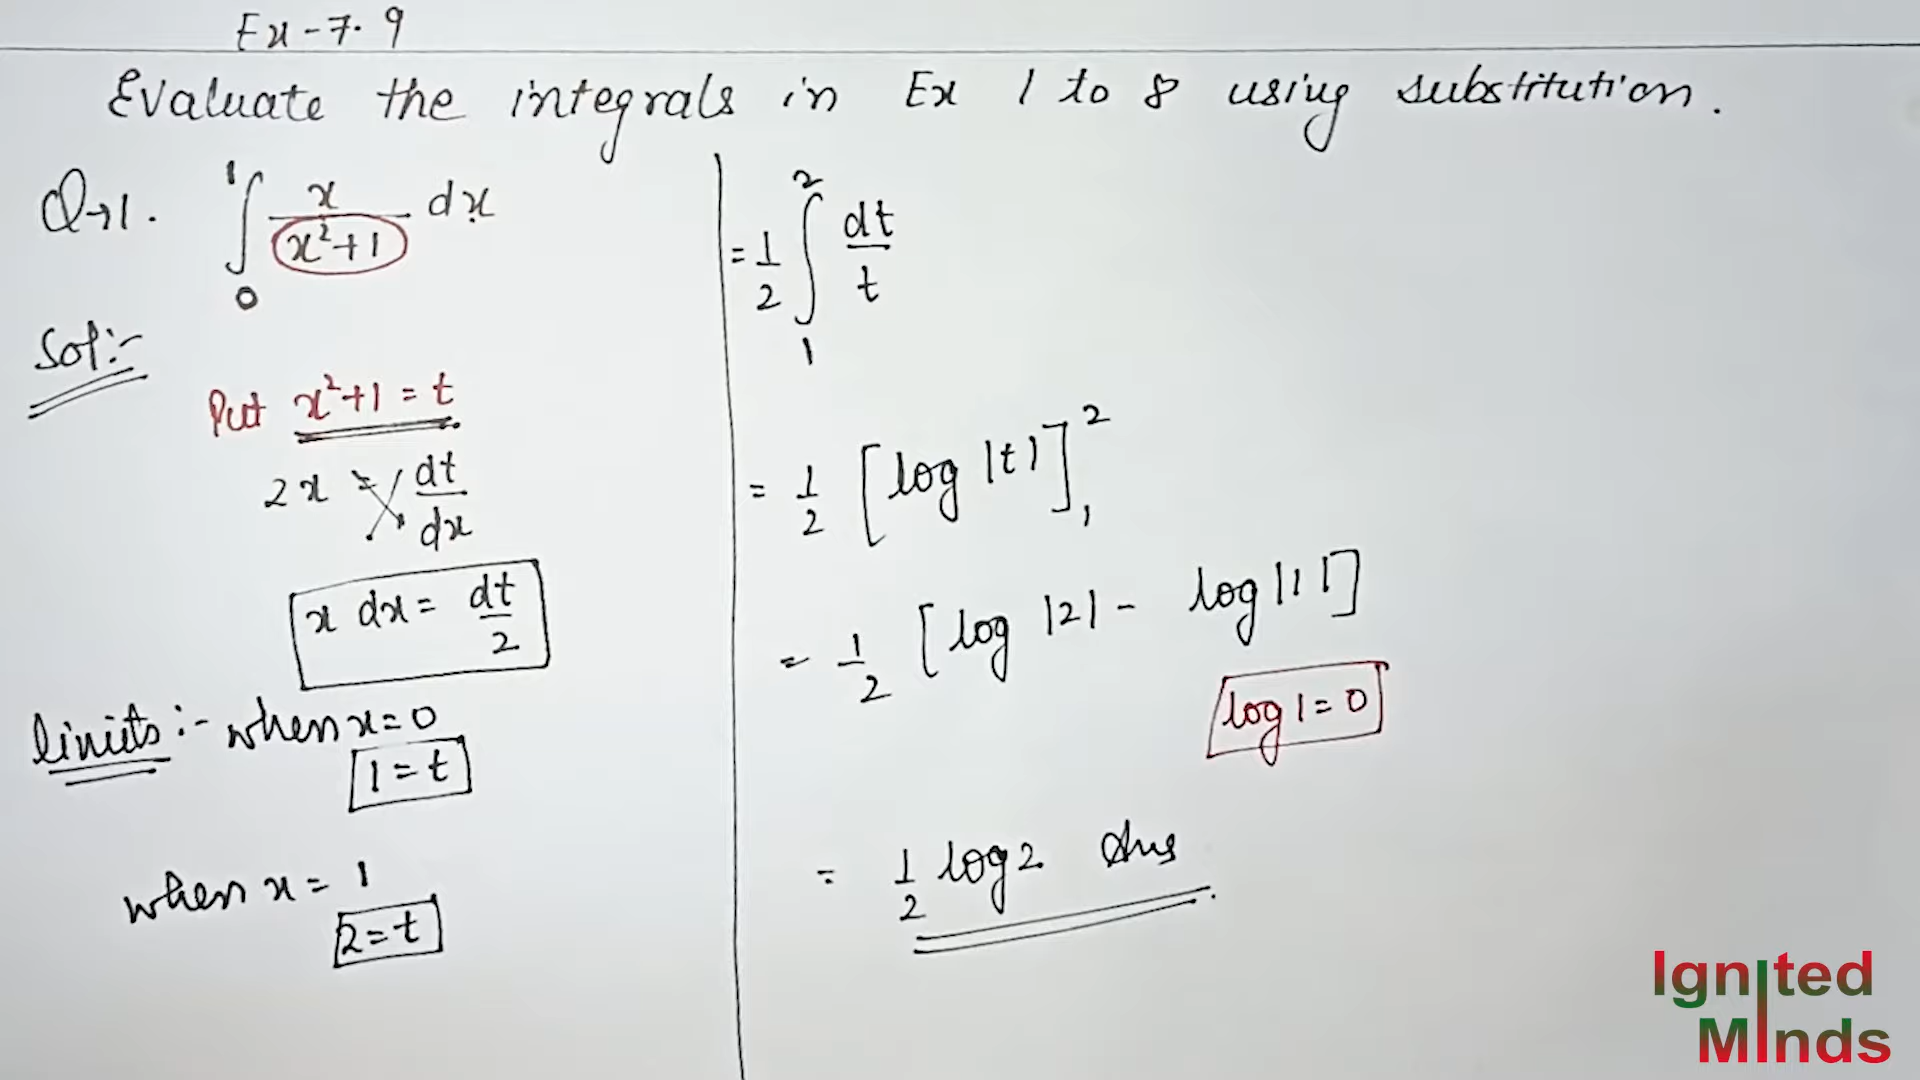 Ex-7.9
Evaluate the integrals in Ex 1 to 8 using substitution.
Q→1. ∫₀¹ x/(x²+1) dx
Sol:-
Put x²+1 = t
2x = dt/dx
x dx = dt/2
limits:- when x=0
1=t
when x = 1
2=t
= 1/2 ∫₁² dt/t
= 1/2 [log |t|]₁²
= 1/2 [log |2| - log |1|]
log 1 = 0
= 1/2 log 2 Ans.
Ignited
Minds